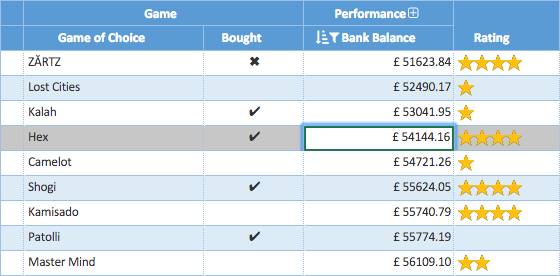 Game Performance
Game of Choice Bought Bank Balance Rating
ZĂRTZ ✖ £ 51623.84
Lost Cities £ 52490.17
Kalah ✔ £ 53041.95
Hex ✔ £ 54144.16
Camelot £ 54721.26
Shogi ✔ £ 55624.05
Kamisado £ 55740.79
Patolli ✔ £ 55774.19
Master Mind £ 56109.10